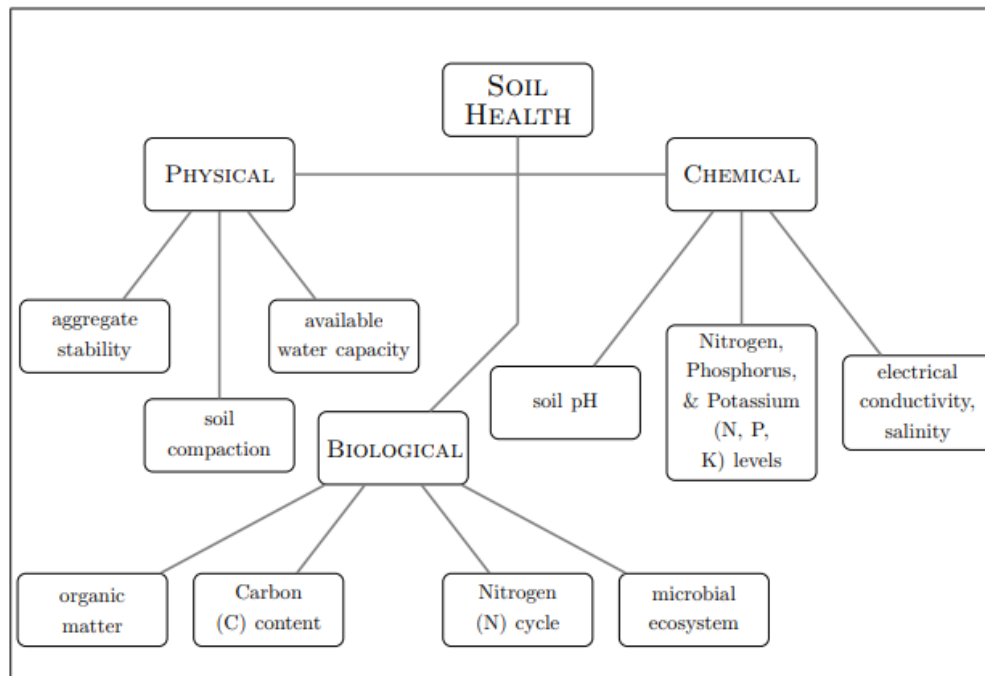 SOIL
HEALTH
PHYSICAL
CHEMICAL
aggregate
stability
available
water capacity
soil
compaction
soil pH
Nitrogen,
Phosphorus,
& Potassium
(N, P,
K) levels
electrical
conductivity,
salinity
BIOLOGICAL
organic
matter
Carbon
(C) content
Nitrogen
(N) cycle
microbial
ecosystem